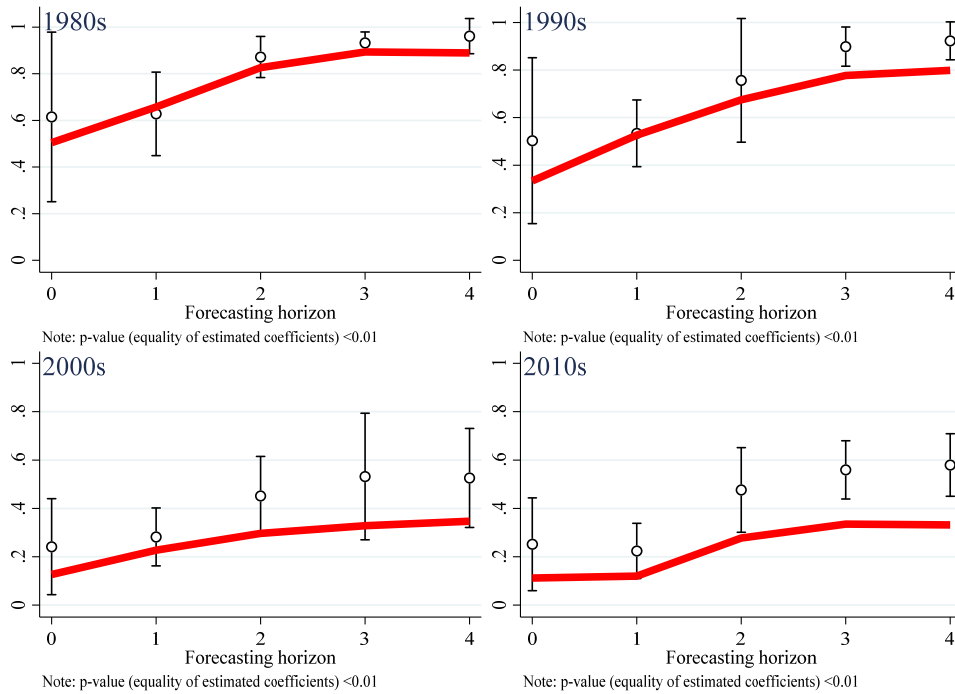 1980s
1
.8
.6
.4
.2
0
0 1 2 3 4
Forecasting horizon
Note: p-value (equality of estimated coefficients) <0.01
1990s
1
.8
.6
.4
.2
0
0 1 2 3 4
Forecasting horizon
Note: p-value (equality of estimated coefficients) <0.01
2000s
1
.8
.6
.4
.2
0
0 1 2 3 4
Forecasting horizon
Note: p-value (equality of estimated coefficients) <0.01
2010s
1
.8
.6
.4
.2
0
0 1 2 3 4
Forecasting horizon
Note: p-value (equality of estimated coefficients) <0.01